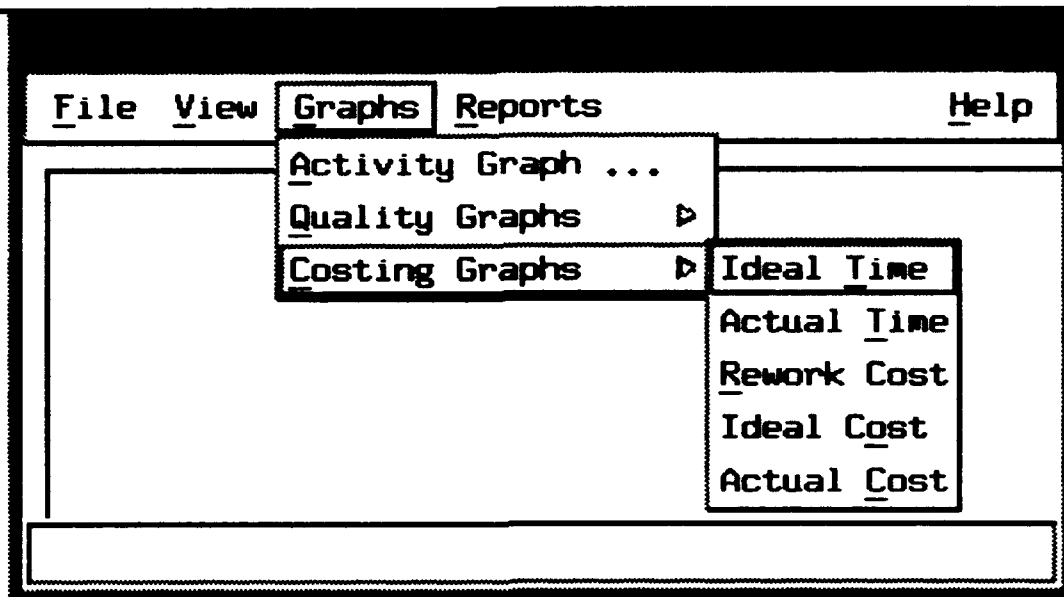 File View Graphs Reports Help
Activity Graph ...
Quality Graphs
Costing Graphs
Ideal Time
Actual Time
Rework Cost
Ideal Cost
Actual Cost